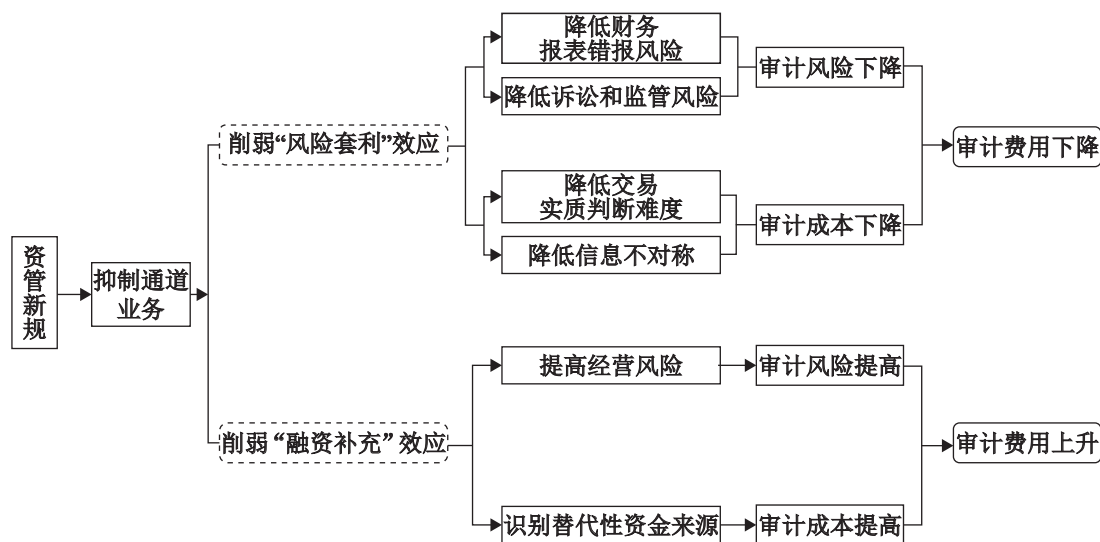 资管新规
抑制通道
业务
削弱“风险套利”效应
降低财务
报表错报风险
降低诉讼和监管风险
审计风险下降
降低交易
实质判断难度
降低信息不对称
审计成本下降
审计费用下降
削弱“融资补充”效应
提高经营风险
审计风险提高
识别替代性资金来源
审计成本提高
审计费用上升